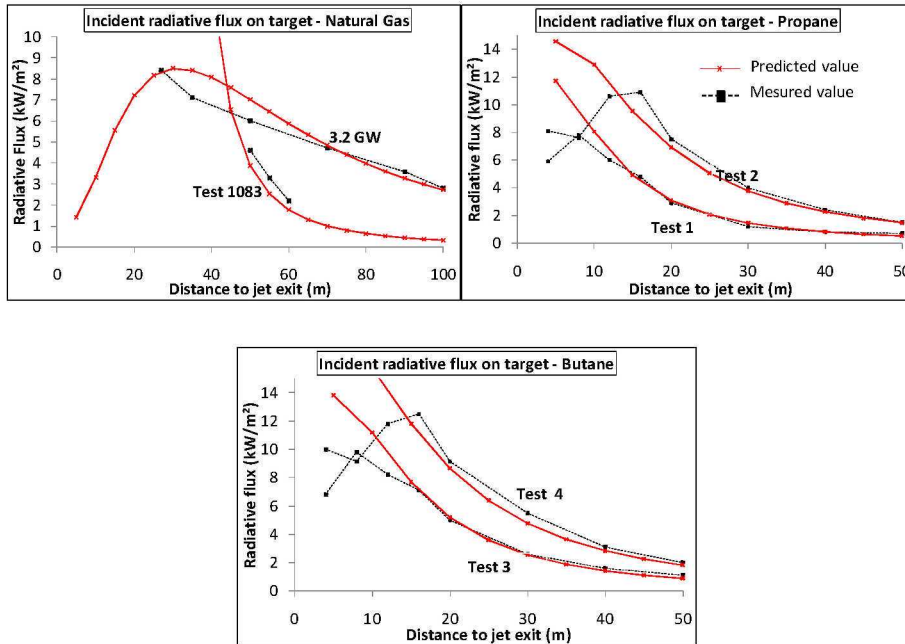 Incident radiative flux on target - Natural Gas
Radiative Flux (kW/m²)
10
9
8
7
6
5
4
3
2
1
0
3.2 GW
Test 1083
0 20 40 60 80 100
Distance to jet exit (m)
Incident radiative flux on target - Propane
Radiative flux (kW/m²)
14
12
10
8
6
4
2
0
Predicted value
Mesured value
Test 2
Test 1
0 10 20 30 40 50
Distance to jet exit (m)
Incident radiative flux on target - Butane
Radiative flux (kW/m²)
14
12
10
8
6
4
2
0
Test 4
Test 3
0 10 20 30 40 50
Distance to jet exit (m)